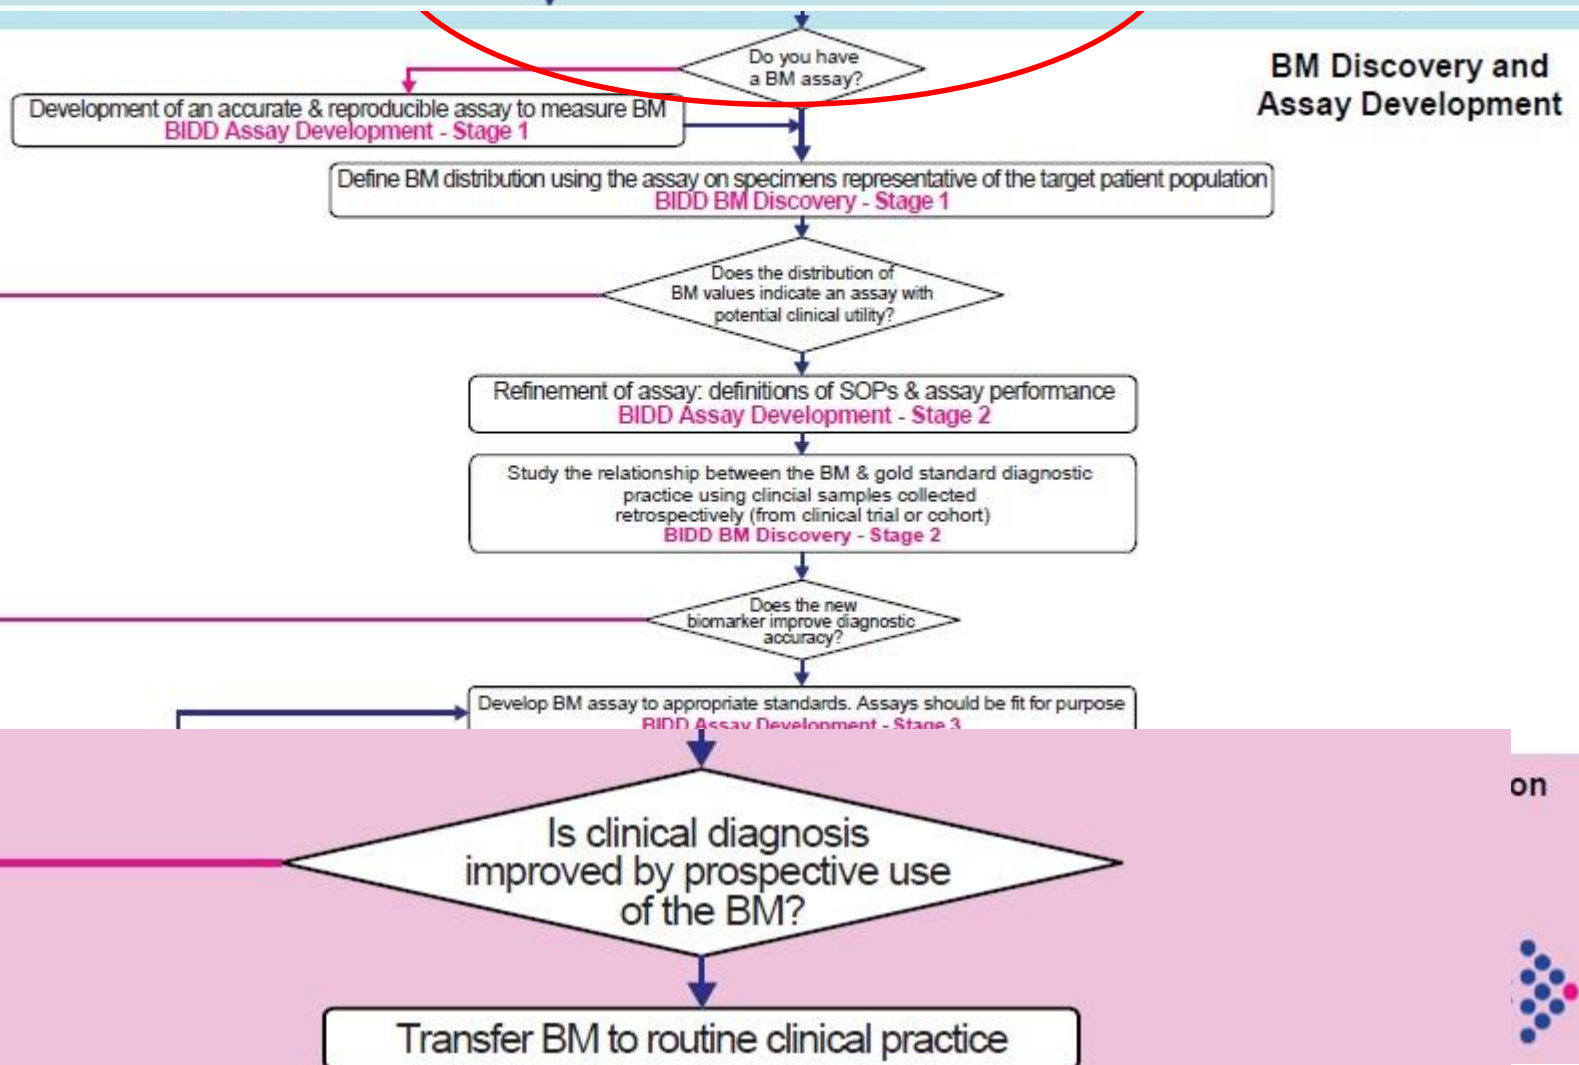 Do you have
a BM assay?
BM Discovery and
Assay Development
Development of an accurate & reproducible assay to measure BM
BIDD Assay Development - Stage 1
Define BM distribution using the assay on specimens representative of the target patient population
BIDD BM Discovery - Stage 1
Does the distribution of
BM values indicate an assay with
potential clinical utility?
Refinement of assay: definitions of SOPs & assay performance
BIDD Assay Development - Stage 2
Study the relationship between the BM & gold standard diagnostic
practice using clincial samples collected
retrospectively (from clinical trial or cohort)
BIDD BM Discovery - Stage 2
Does the new
biomarker improve diagnostic
accuracy?
Develop BM assay to appropriate standards. Assays should be fit for purpose
BIDD Assay Development - Stage 3
on
Is clinical diagnosis
improved by prospective use
of the BM?
Transfer BM to routine clinical practice